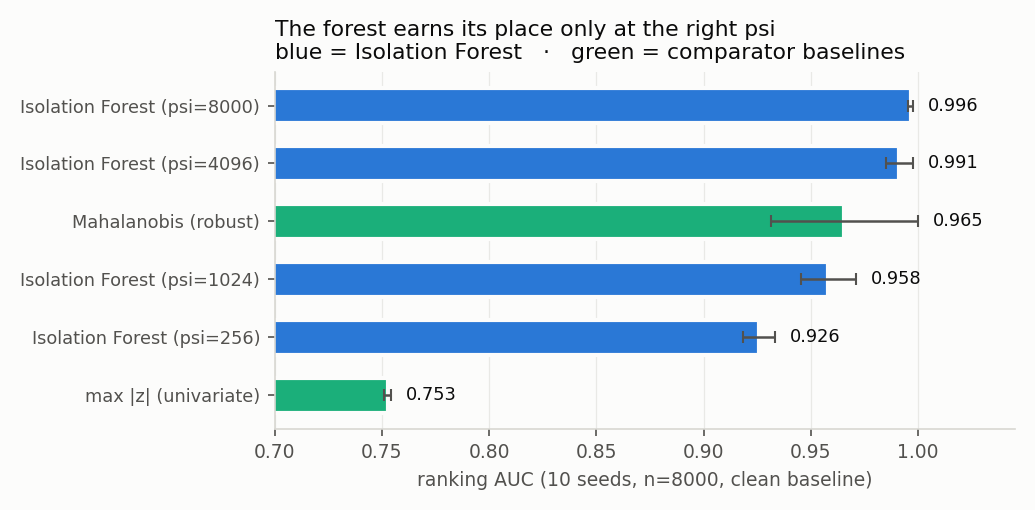 The forest earns its place only at the right psi
blue = Isolation Forest · green = comparator baselines
Isolation Forest (psi=8000)
0.996
Isolation Forest (psi=4096)
0.991
Mahalanobis (robust)
0.965
Isolation Forest (psi=1024)
0.958
Isolation Forest (psi=256)
0.926
max |z| (univariate)
0.753
0.70 0.75 0.80 0.85 0.90 0.95 1.00
ranking AUC (10 seeds, n=8000, clean baseline)